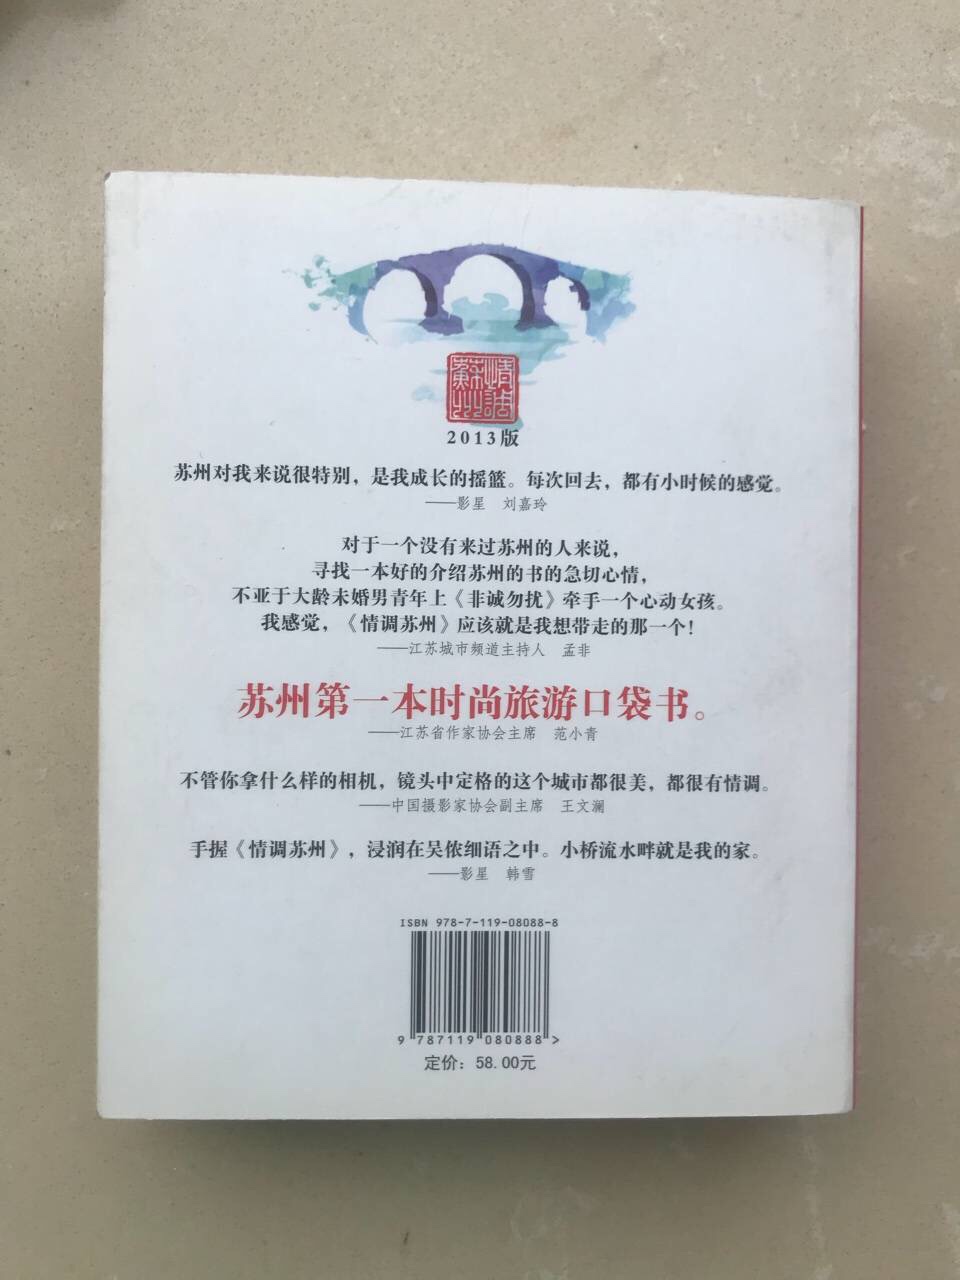 蘇州
情調
2013版
苏州对我来说很特别，是我成长的摇篮。每次回去，都有小时候的感觉。
——影星　刘嘉玲
对于一个没有来过苏州的人来说，
寻找一本好的介绍苏州的书的急切心情，
不亚于大龄未婚男青年上《非诚勿扰》牵手一个心动女孩。
我感觉，《情调苏州》应该就是我想带走的那一个！
——江苏城市频道主持人　孟非
苏州第一本时尚旅游口袋书。
——江苏省作家协会主席　范小青
不管你拿什么样的相机，镜头中定格的这个城市都很美，都很有情调。
——中国摄影家协会副主席　王文澜
手握《情调苏州》，浸润在吴侬细语之中。小桥流水畔就是我的家。
——影星　韩雪
ISBN 978-7-119-08088-8
9 787119 080888 >
定价：58.00元